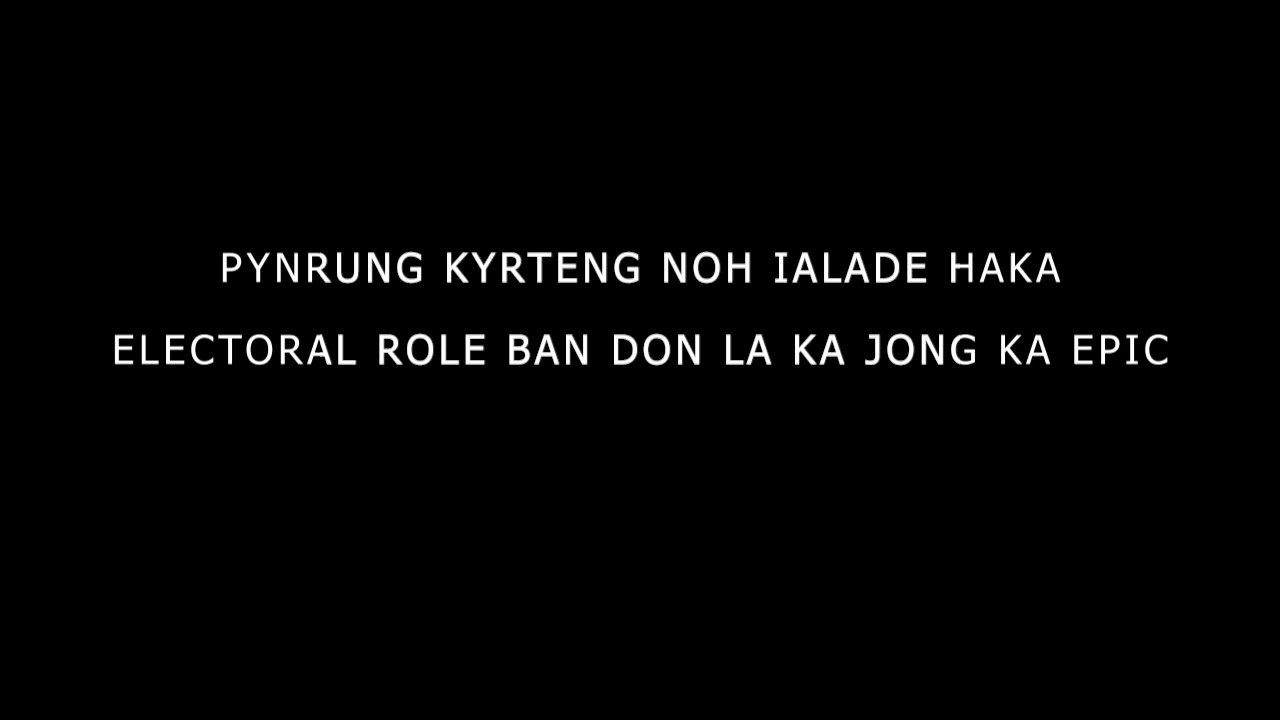 PYNRUNG KYRTENG NOH IALADE HAKA
ELECTORAL ROLE BAN DON LA KA JONG KA EPIC